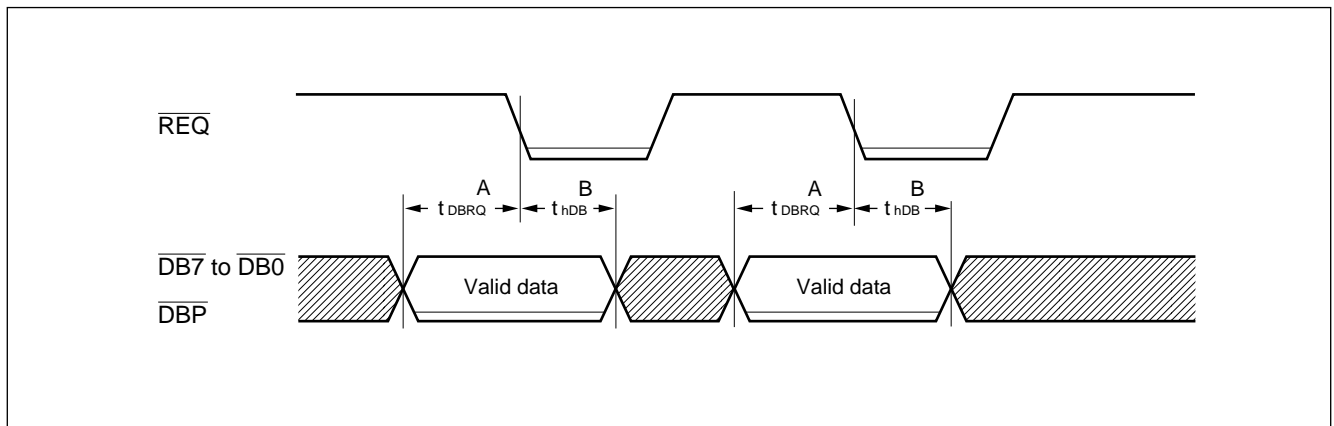 REQ
A B A B
t DBRQ t hDB t DBRQ t hDB
DB7 to DB0 Valid data Valid data
DBP